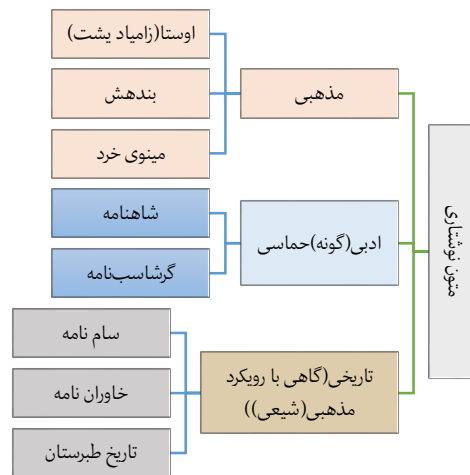 متون نوشتاری
مذهبی
اوستا(زامیاد یشت)
بندهش
مینوی خرد
ادبی(گونه)حماسی
شاهنامه
گرشاسب‌نامه
تاریخی(گاهی با رویکرد
مذهبی(شیعی))
سام نامه
خاوران نامه
تاریخ طبرستان